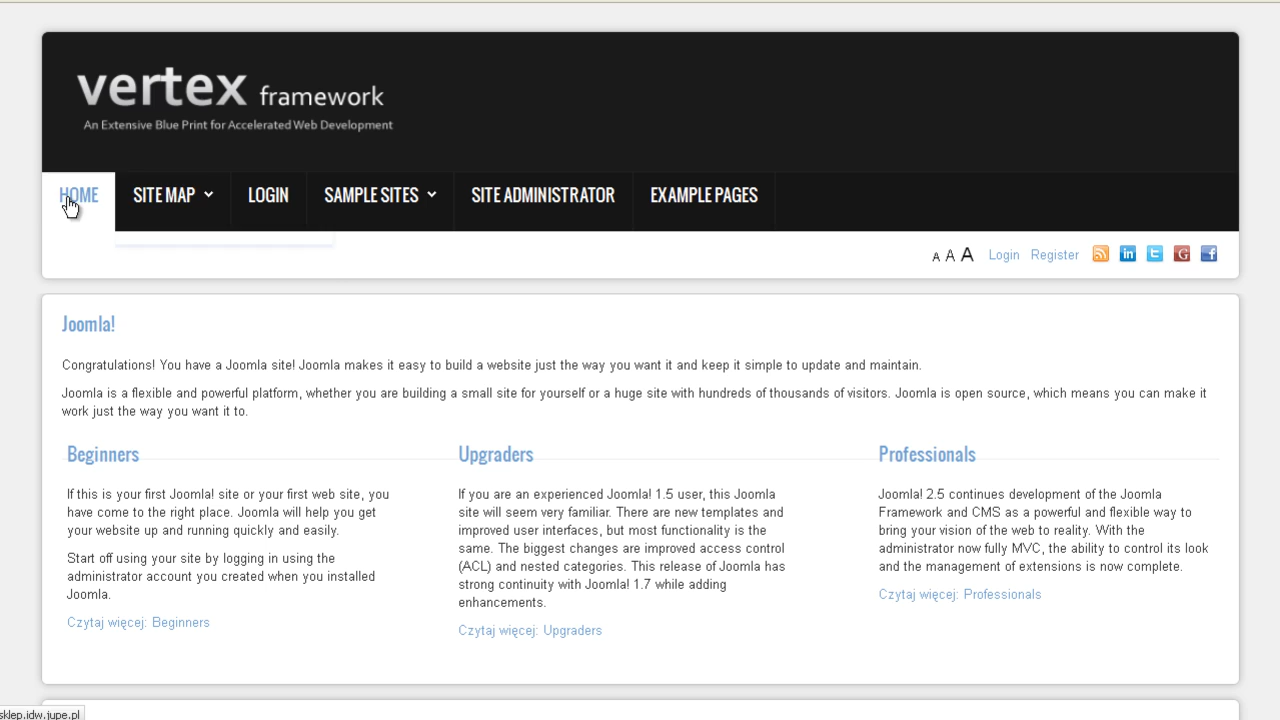 vertex framework
An Extensive Blue Print for Accelerated Web Development
HOME SITE MAP LOGIN SAMPLE SITES SITE ADMINISTRATOR EXAMPLE PAGES
A A A Login Register
Joomla!
Congratulations! You have a Joomla site! Joomla makes it easy to build a website just the way you want it and keep it simple to update and maintain.
Joomla is a flexible and powerful platform, whether you are building a small site for yourself or a huge site with hundreds of thousands of visitors. Joomla is open source, which means you can make it
work just the way you want it to.
Beginners
If this is your first Joomla! site or your first web site, you
have come to the right place. Joomla will help you get
your website up and running quickly and easily.
Start off using your site by logging in using the
administrator account you created when you installed
Joomla.
Czytaj więcej: Beginners
Upgraders
If you are an experienced Joomla! 1.5 user, this Joomla
site will seem very familiar. There are new templates and
improved user interfaces, but most functionality is the
same. The biggest changes are improved access control
(ACL) and nested categories. This release of Joomla has
strong continuity with Joomla! 1.7 while adding
enhancements.
Czytaj więcej: Upgraders
Professionals
Joomla! 2.5 continues development of the Joomla
Framework and CMS as a powerful and flexible way to
bring your vision of the web to reality. With the
administrator now fully MVC, the ability to control its look
and the management of extensions is now complete.
Czytaj więcej: Professionals
sklep.idw.jupe.pl